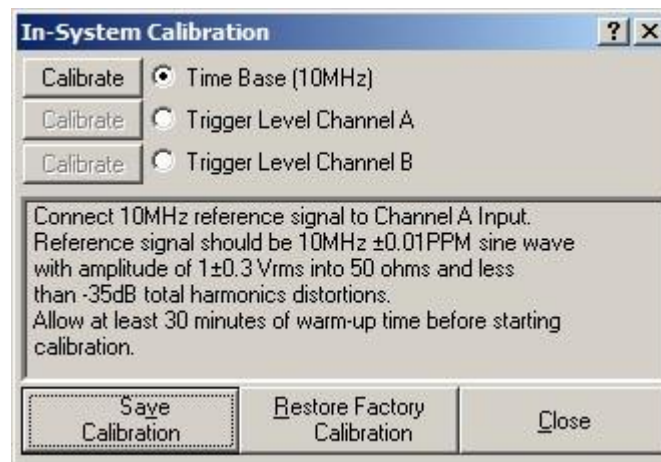 In-System Calibration
Calibrate Time Base (10MHz)
Calibrate Trigger Level Channel A
Calibrate Trigger Level Channel B
Connect 10MHz reference signal to Channel A Input.
Reference signal should be 10MHz ±0.01PPM sine wave
with amplitude of 1±0.3 Vrms into 50 ohms and less
than -35dB total harmonics distortions.
Allow at least 30 minutes of warm-up time before starting
calibration.
Save
Calibration
Restore Factory
Calibration
Close